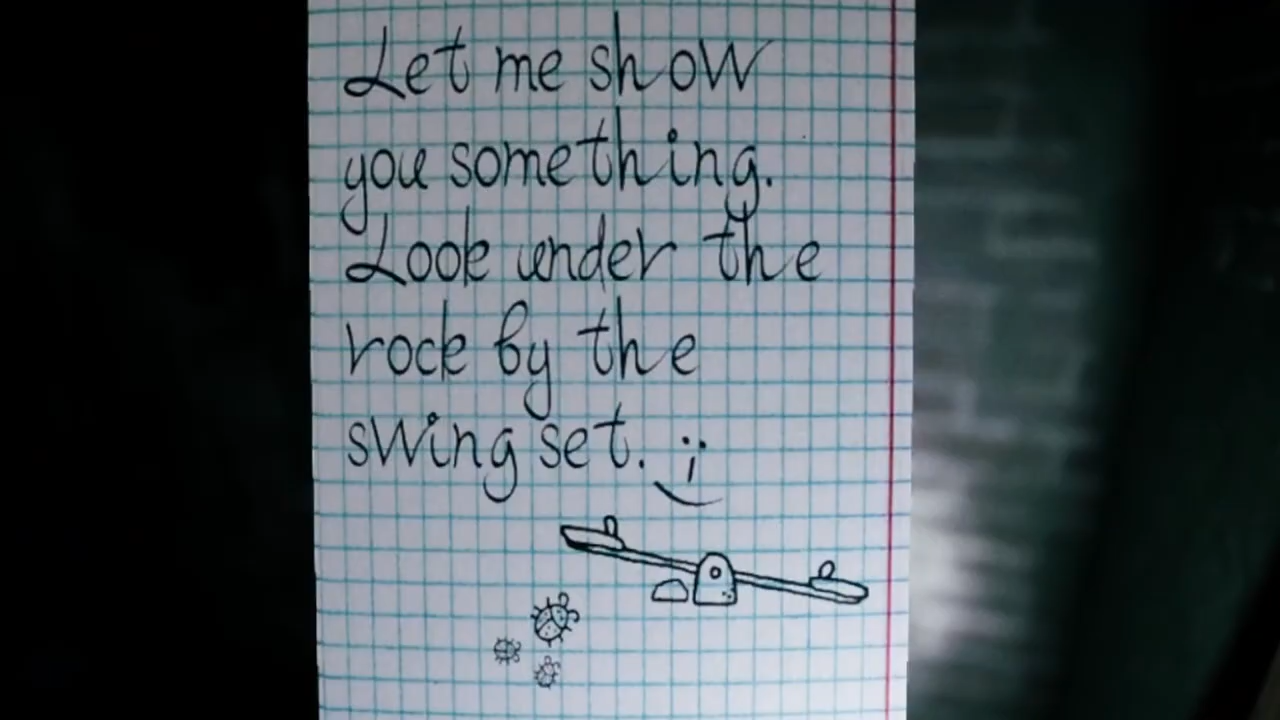 Let me show
you something.
Look under the
rock by the
swing set.